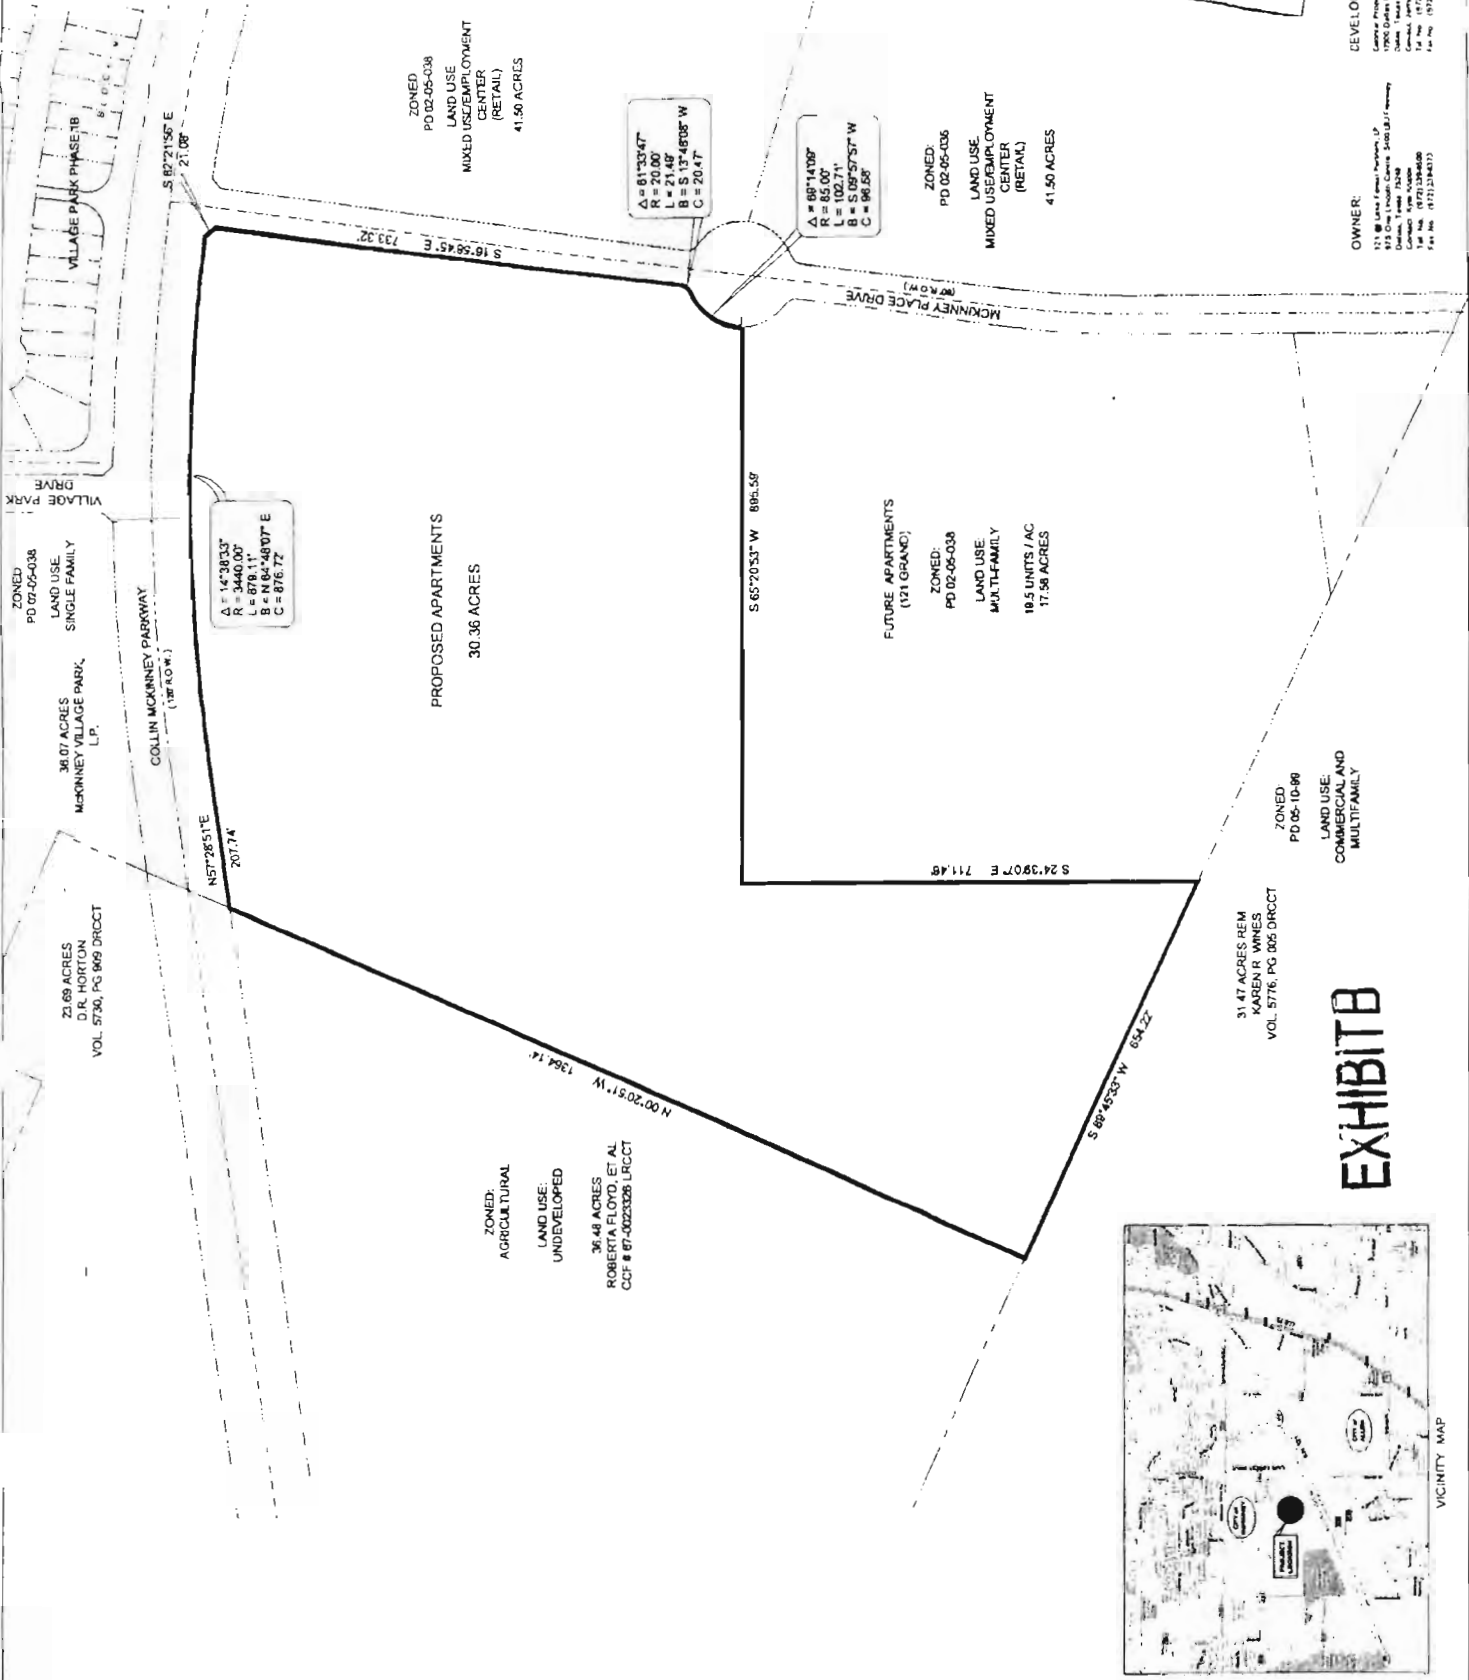 ZONED
PD 02-05-038
LAND USE
SINGLE FAMILY
36.07 ACRES
McKINNEY VILLAGE PARK,
L.P.
23.69 ACRES
D.R. HORTON
VOL. 5730, PG 909 DRCCT
VILLAGE PARK
DRIVE
VILLAGE PARK PHASE 1B
COLLIN MCKINNEY PARKWAY
(120' R.O.W.)
S 82°21'56" E
21.08'
N57°28'51"E
207.74'
Δ = 14°38'33"
R = 3440.00'
L = 879.11'
B = N 64°48'07" E
C = 876.72'
S 16°58'45" E 733.32'
ZONED
PD 02-05-038
LAND USE
MIXED USE/EMPLOYMENT
CENTER
(RETAIL)
41.50 ACRES
Δ = 61°33'47"
R = 20.00'
L = 21.49'
B = S 13°48'08" W
C = 20.47'
Δ = 69°14'09"
R = 85.00'
L = 102.71'
B = S 09°57'57" W
C = 96.58'
ZONED:
PD 02-05-036
LAND USE
MIXED USE/EMPLOYMENT
CENTER
(RETAIL)
41.50 ACRES
MCKINNEY PLACE DRIVE
PROPOSED APARTMENTS
30.36 ACRES
S 65°20'53" W 895.59'
FUTURE APARTMENTS
(121 GRAND)
ZONED:
PD 02-05-038
LAND USE:
MULTI-FAMILY
19.5 UNITS / AC
17.58 ACRES
S 24°39'07" E 711.46'
S 89°45'33" W 654.22'
N 00°20'51" W 1364.14'
ZONED:
AGRICULTURAL
LAND USE:
UNDEVELOPED
36.48 ACRES
ROBERTA FLOYD, ET AL
CCF # 87-0023326 LRCCT
ZONED:
PD 05-10-99
LAND USE:
COMMERCIAL AND
MULTIFAMILY
31.47 ACRES REM
KAREN R WINES
VOL. 5776, PG 005 DRCCT
OWNER:
EXHIBIT B
VICINITY MAP